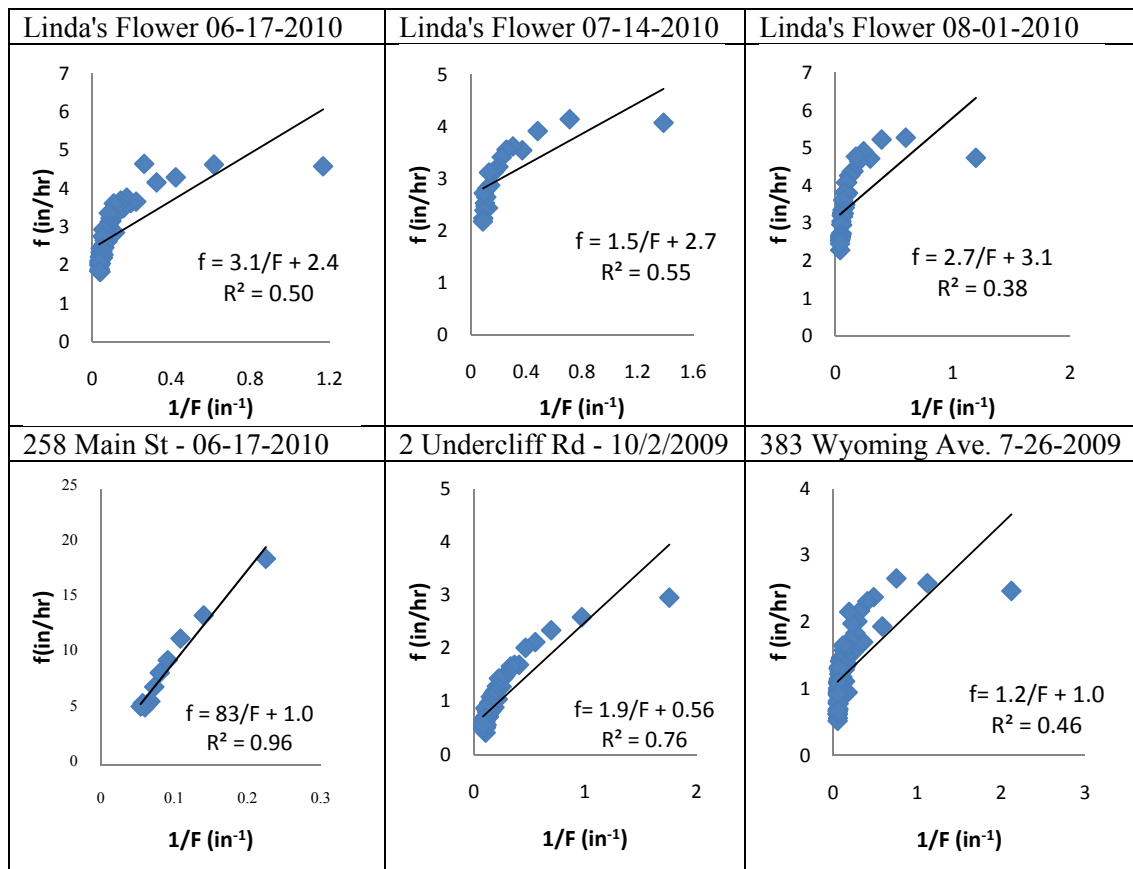 Linda's Flower 06-17-2010
7
6
5
4
3
2
1
0
f (in/hr)
f = 3.1/F + 2.4
R² = 0.50
0 0.4 0.8 1.2
1/F (in⁻¹)
Linda's Flower 07-14-2010
5
4
3
2
1
0
f (in/hr)
f = 1.5/F + 2.7
R² = 0.55
0 0.4 0.8 1.2 1.6
1/F (in⁻¹)
Linda's Flower 08-01-2010
7
6
5
4
3
2
1
0
f (in/hr)
f = 2.7/F + 3.1
R² = 0.38
0 1 2
1/F (in⁻¹)
258 Main St - 06-17-2010
25
20
15
10
5
0
f(in/hr)
f = 83/F + 1.0
R² = 0.96
0 0.1 0.2 0.3
1/F (in⁻¹)
2 Undercliff Rd - 10/2/2009
5
4
3
2
1
0
f (in/hr)
f= 1.9/F + 0.56
R² = 0.76
0 1 2
1/F (in⁻¹)
383 Wyoming Ave. 7-26-2009
4
3
2
1
0
f (in/hr)
f= 1.2/F + 1.0
R² = 0.46
0 1 2 3
1/F (in⁻¹)